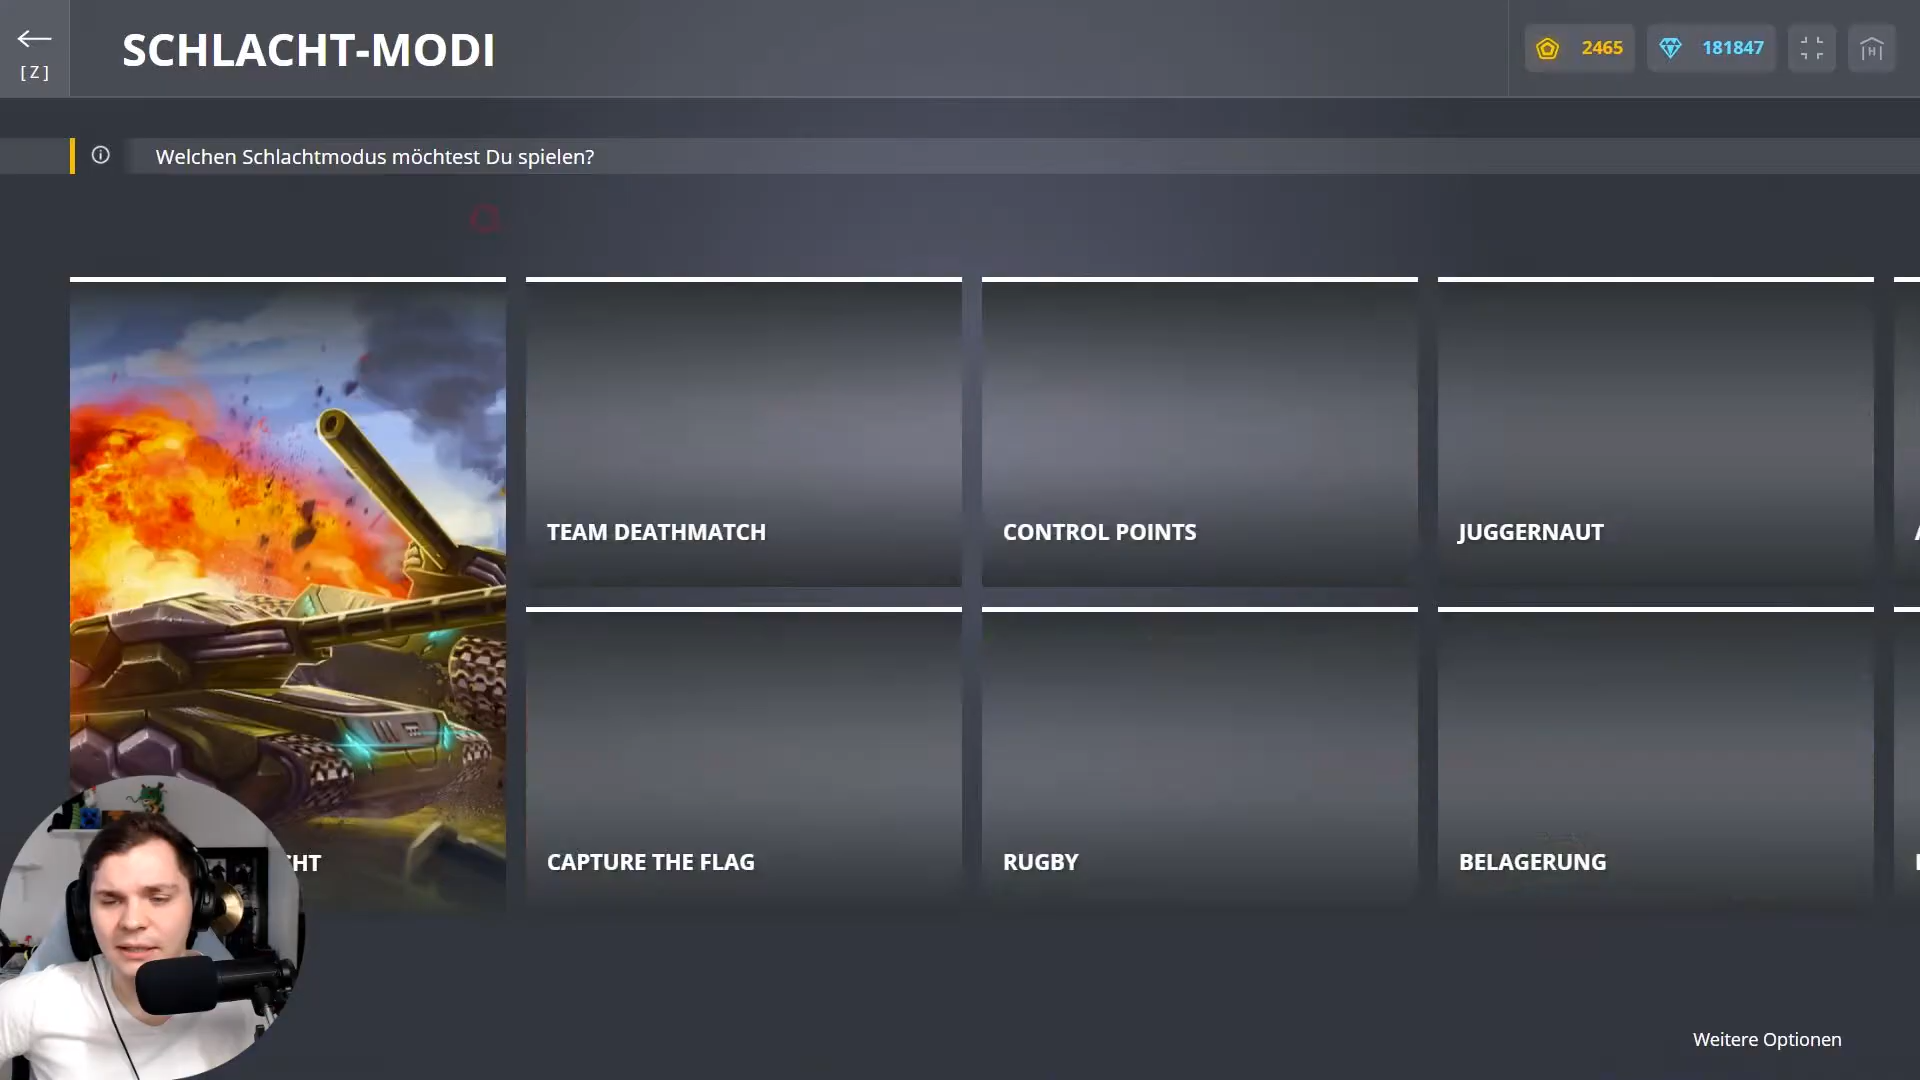 SCHLACHT-MODI
[ Z ]
2465
181847
Welchen Schlachtmodus möchtest Du spielen?
TEAM DEATHMATCH
CONTROL POINTS
JUGGERNAUT
CAPTURE THE FLAG
RUGBY
BELAGERUNG
Weitere Optionen